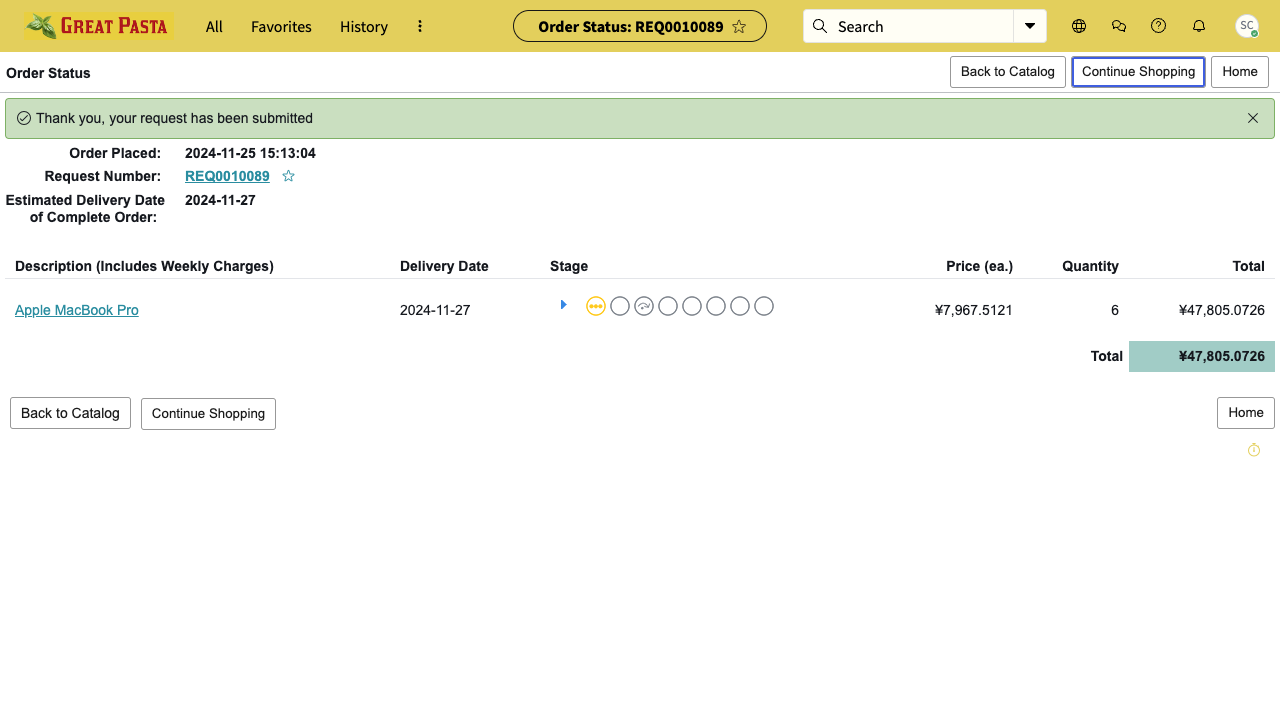 GREAT PASTA All Favorites History Order Status: REQ0010089 Search SC
Order Status Back to Catalog Continue Shopping Home
Thank you, your request has been submitted
Order Placed: 2024-11-25 15:13:04
Request Number: REQ0010089
Estimated Delivery Date of Complete Order: 2024-11-27
Description (Includes Weekly Charges) Delivery Date Stage Price (ea.) Quantity Total
Apple MacBook Pro 2024-11-27 ¥7,967.5121 6 ¥47,805.0726
Total ¥47,805.0726
Back to Catalog Continue Shopping Home